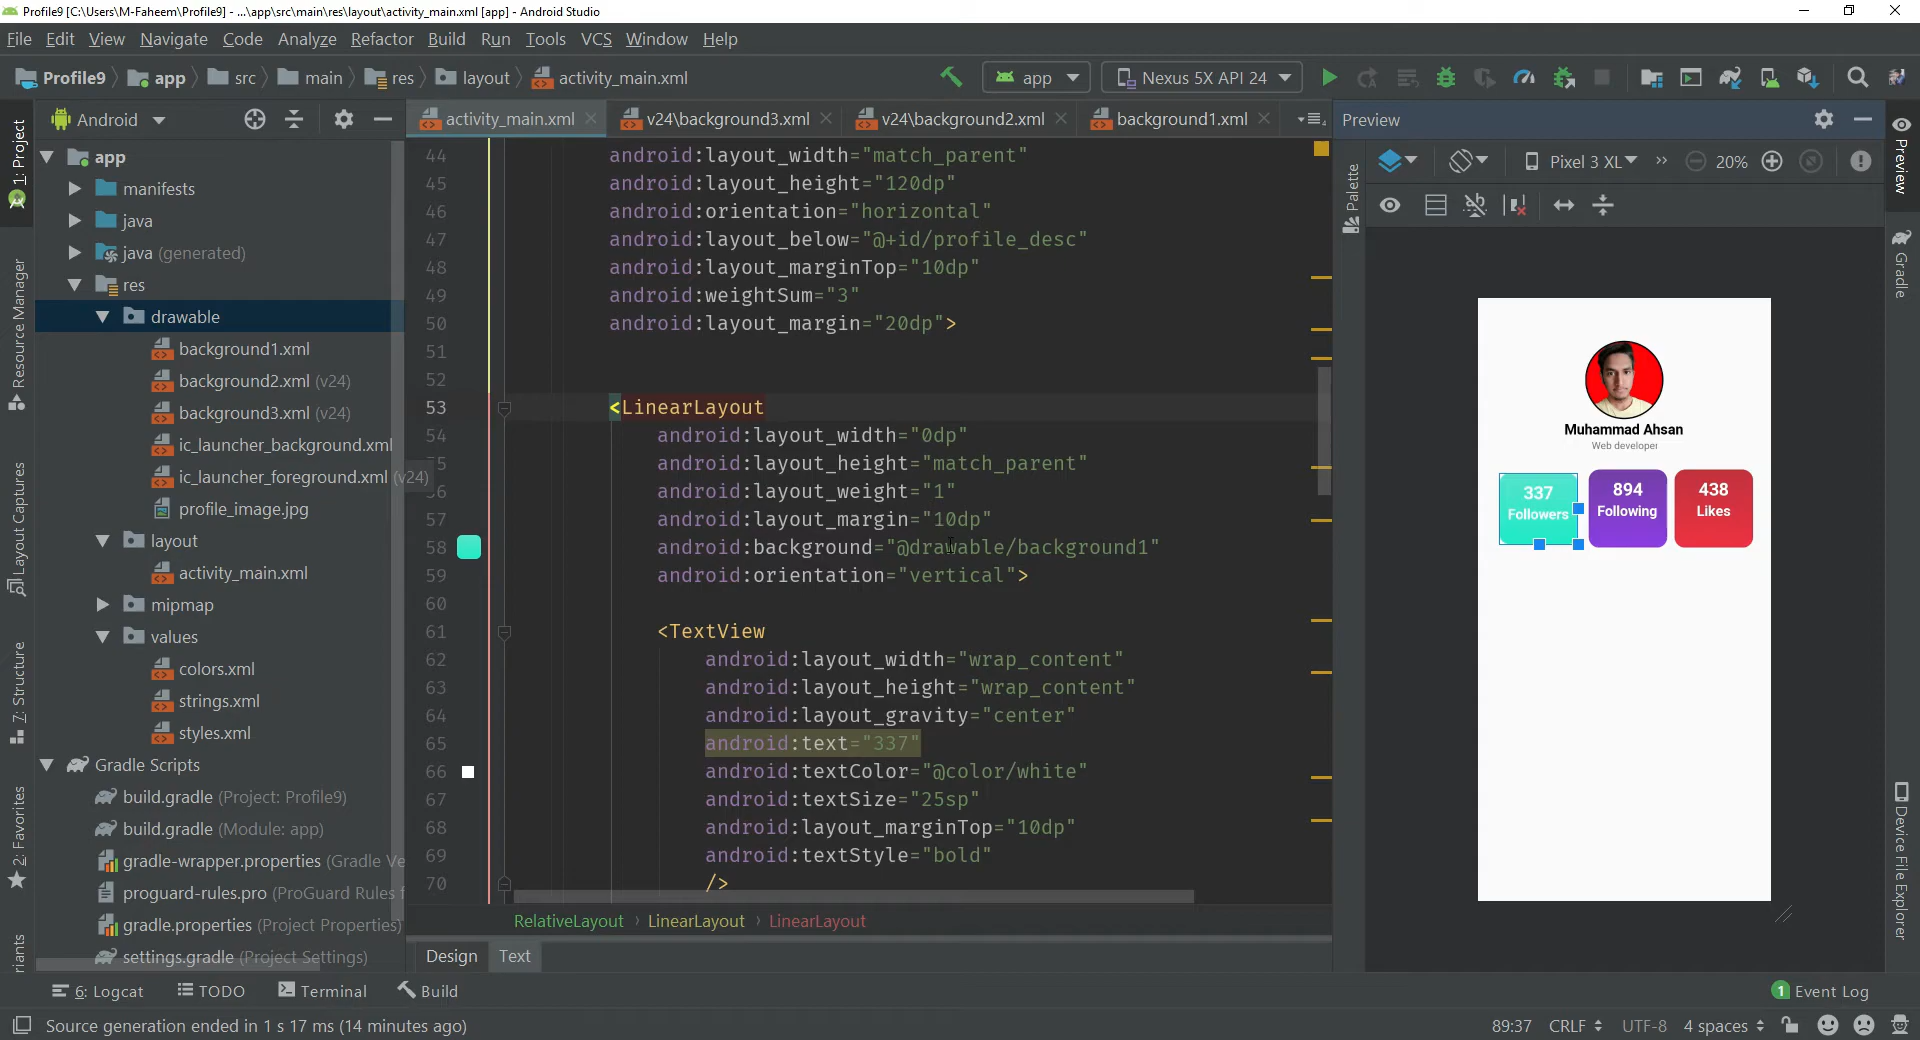 Profile9 [C:\Users\M-Faheem\Profile9] - ...\app\src\main\res\layout\activity_main.xml [app] - Android Studio
File Edit View Navigate Code Analyze Refactor Build Run Tools VCS Window Help
Profile9 app src main res layout activity_main.xml app Nexus 5X API 24
Android
activity_main.xml v24\background3.xml v24\background2.xml background1.xml
Preview
1: Project
Resource Manager
Layout Captures
7: Structure
2: Favorites
riants
app
manifests
java
java (generated)
res
drawable
background1.xml
background2.xml (v24)
background3.xml (v24)
ic_launcher_background.xml
ic_launcher_foreground.xml (v24)
profile_image.jpg
layout
activity_main.xml
mipmap
values
colors.xml
strings.xml
styles.xml
Gradle Scripts
build.gradle (Project: Profile9)
build.gradle (Module: app)
gradle-wrapper.properties (Gradle Ve
proguard-rules.pro (ProGuard Rules f
gradle.properties (Project Properties)
settings.gradle (Project Settings)
44 android:layout_width="match_parent"
45 android:layout_height="120dp"
46 android:orientation="horizontal"
47 android:layout_below="@+id/profile_desc"
48 android:layout_marginTop="10dp"
49 android:weightSum="3"
50 android:layout_margin="20dp">
51
52
53 <LinearLayout
54 android:layout_width="0dp"
55 android:layout_height="match_parent"
56 android:layout_weight="1"
57 android:layout_margin="10dp"
58 android:background="@drawable/background1"
59 android:orientation="vertical">
60
61 <TextView
62 android:layout_width="wrap_content"
63 android:layout_height="wrap_content"
64 android:layout_gravity="center"
65 android:text="337"
66 android:textColor="@color/white"
67 android:textSize="25sp"
68 android:layout_marginTop="10dp"
69 android:textStyle="bold"
70 />
RelativeLayout LinearLayout LinearLayout
Design Text
Palette
Pixel 3 XL 20%
Muhammad Ahsan
Web developer
337
Followers
894
Following
438
Likes
Preview
Gradle
Device File Explorer
6: Logcat TODO Terminal Build
1 Event Log
Source generation ended in 1 s 17 ms (14 minutes ago)
89:37 CRLF UTF-8 4 spaces